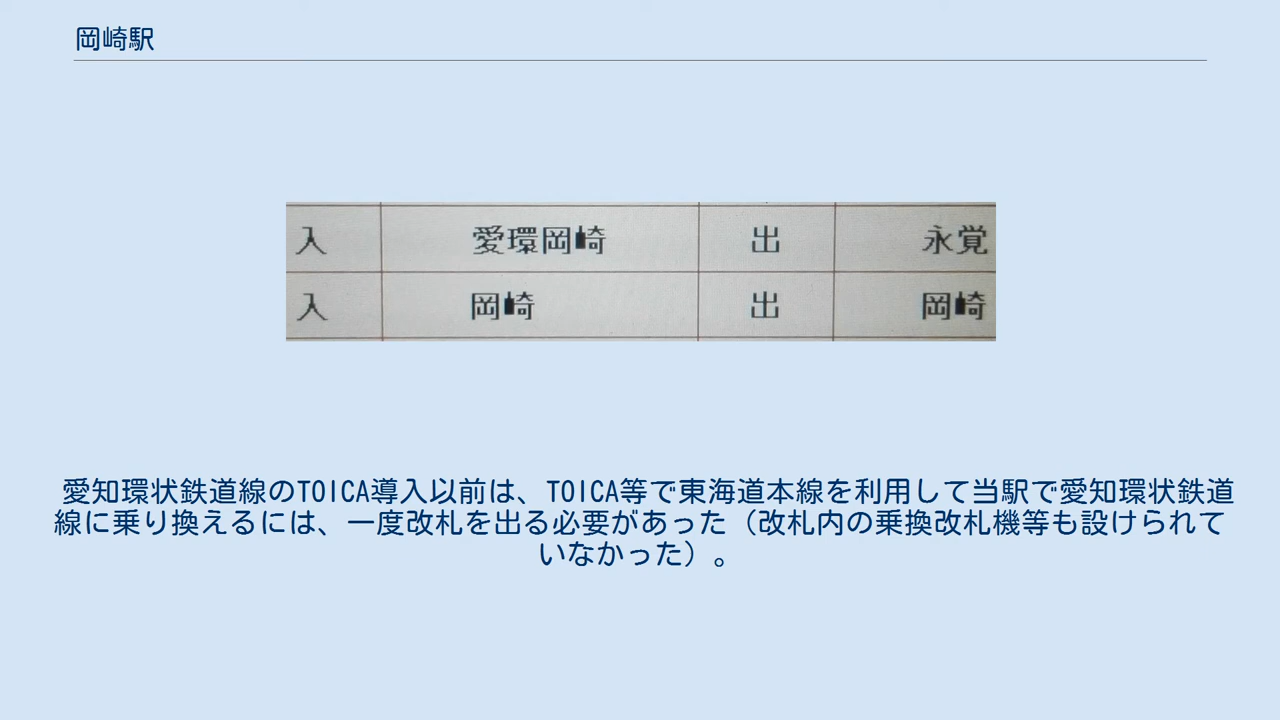 岡崎駅
入 愛環岡崎 出 永覚
入 岡崎 出 岡崎
愛知環状鉄道線のTOICA導入以前は、TOICA等で東海道本線を利用して当駅で愛知環状鉄道
線に乗り換えるには、一度改札を出る必要があった（改札内の乗換改札機等も設けられて
いなかった）。